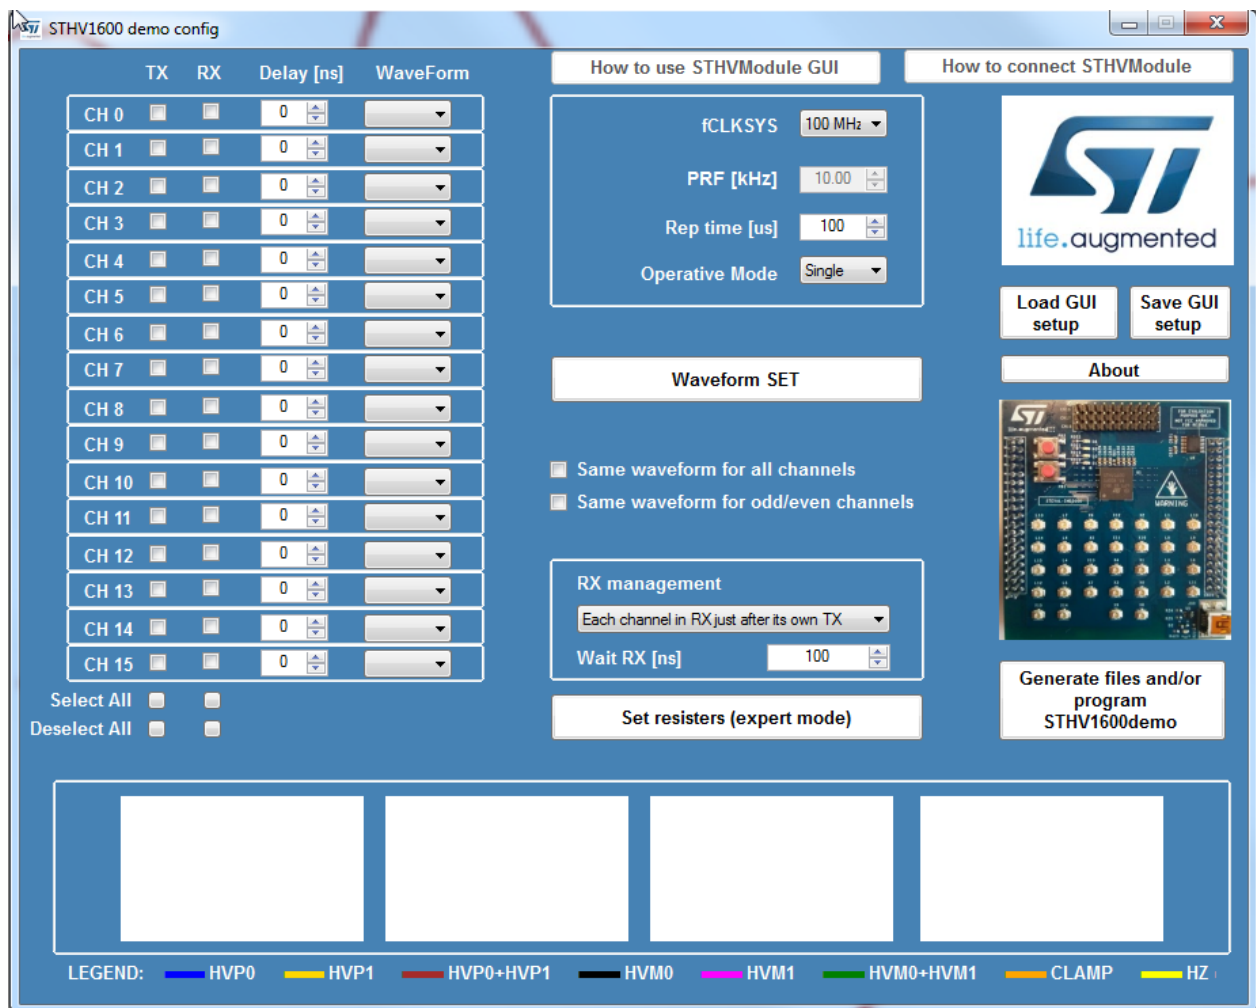 STHV1600 demo config
TX RX Delay [ns] WaveForm
How to use STHVModule GUI
How to connect STHVModule
CH 0 0
CH 1 0
CH 2 0
CH 3 0
CH 4 0
CH 5 0
CH 6 0
CH 7 0
CH 8 0
CH 9 0
CH 10 0
CH 11 0
CH 12 0
CH 13 0
CH 14 0
CH 15 0
Select All
Deselect All
fCLKSYS 100 MHz
PRF [kHz] 10.00
Rep time [us] 100
Operative Mode Single
Waveform SET
Same waveform for all channels
Same waveform for odd/even channels
RX management
Each channel in RX just after its own TX
Wait RX [ns] 100
Set resisters (expert mode)
ST
life.augmented
Load GUI
setup
Save GUI
setup
About
ST
life.augmented
WARNING
Generate files and/or
program
STHV1600demo
LEGEND: HVP0 HVP1 HVP0+HVP1 HVM0 HVM1 HVM0+HVM1 CLAMP HZ